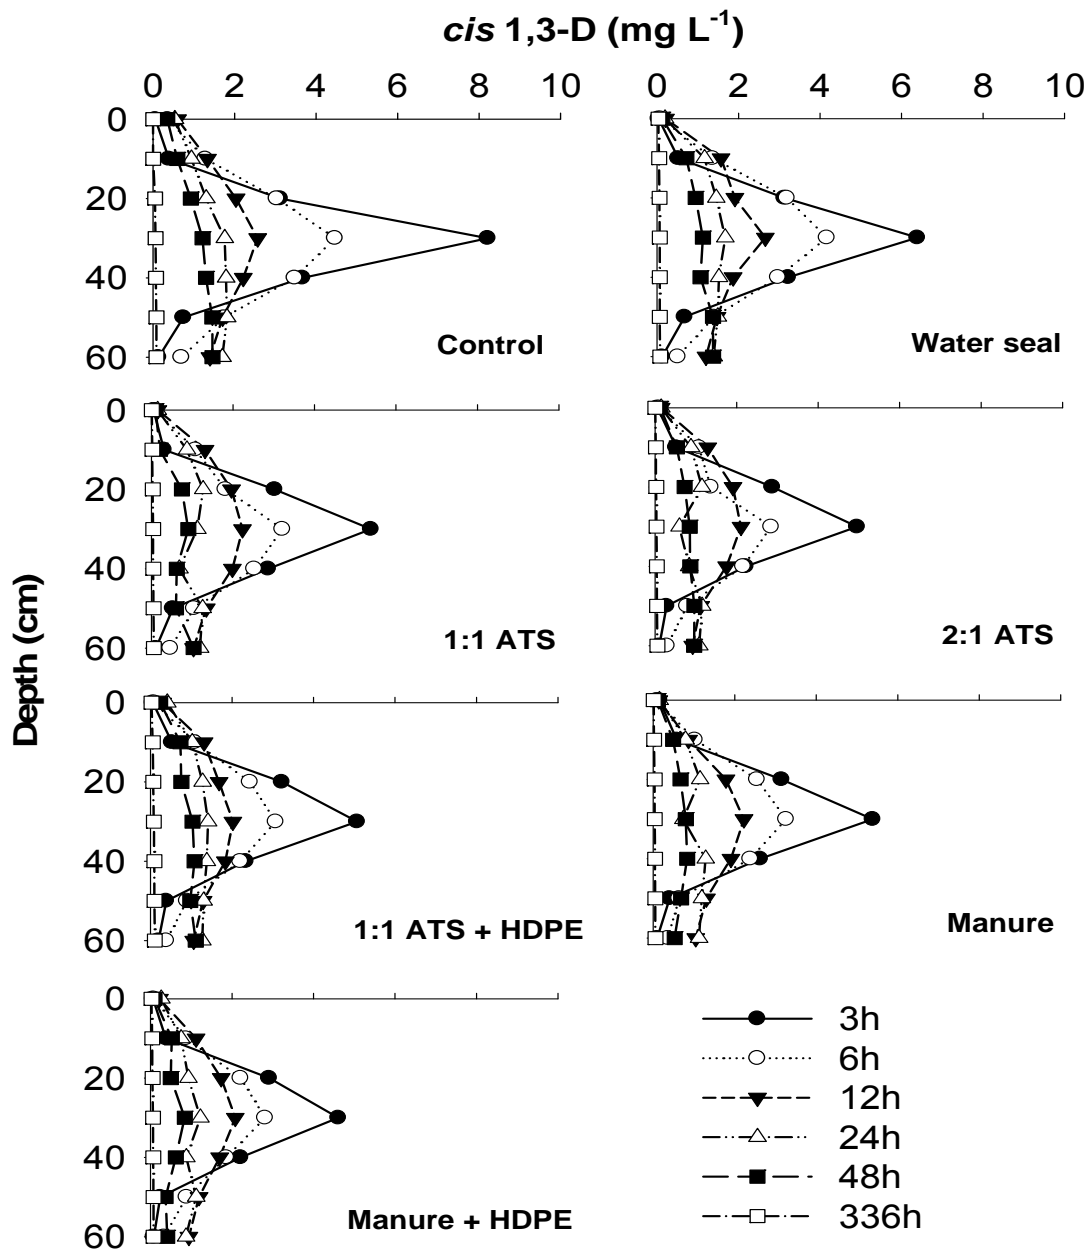 cis 1,3-D (mg L-1)
0 2 4 6 8 10 0 2 4 6 8 10
0
20
40
60
Control
Water seal
0
20
40
60
1:1 ATS
2:1 ATS
Depth (cm)
0
20
40
60
1:1 ATS + HDPE
Manure
0
20
40
60
Manure + HDPE
3h
6h
12h
24h
48h
336h